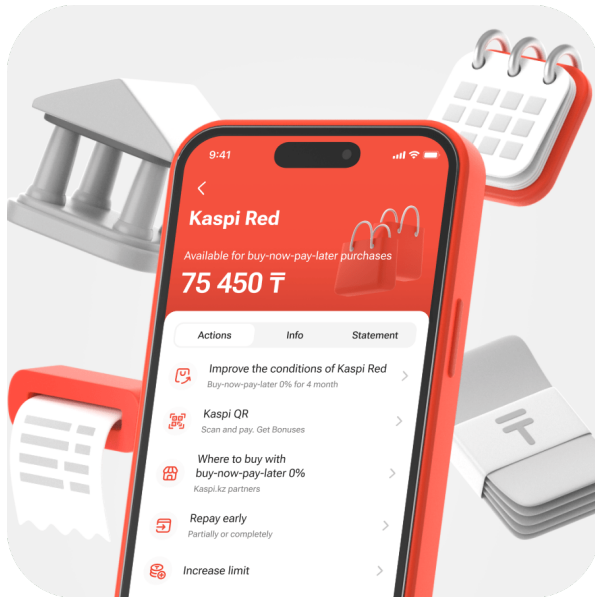 9:41
Kaspi Red
Available for buy-now-pay-later purchases
75 450 ₸
Actions Info Statement
Improve the conditions of Kaspi Red
Buy-now-pay-later 0% for 4 month
Kaspi QR
Scan and pay. Get Bonuses
Where to buy with
buy-now-pay-later 0%
Kaspi.kz partners
Repay early
Partially or completely
Increase limit
₸